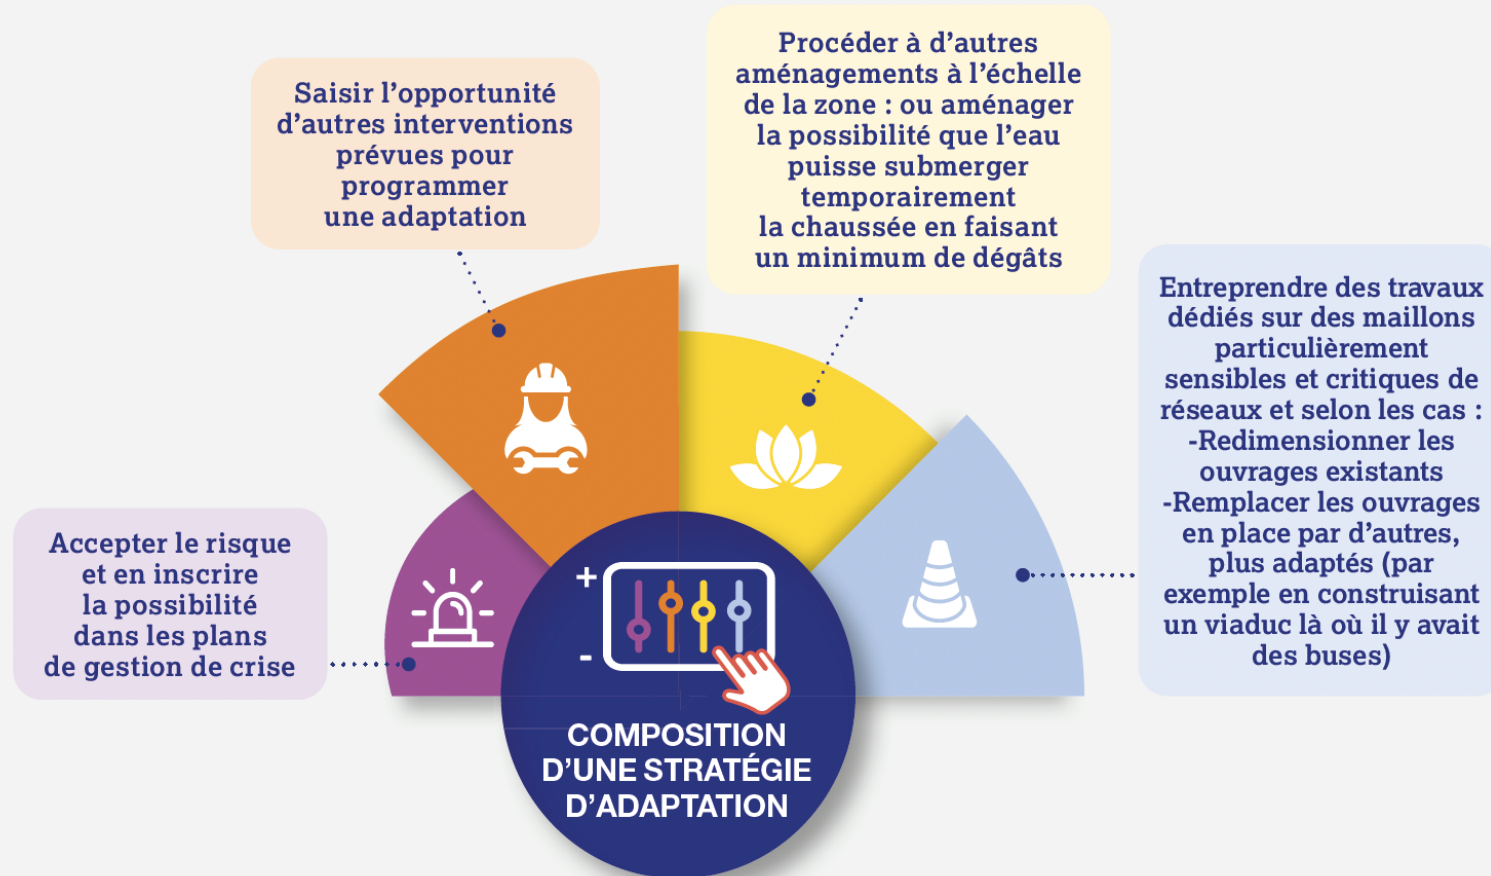 Saisir l'opportunité
d'autres interventions
prévues pour
programmer
une adaptation
Procéder à d'autres
aménagements à l'échelle
de la zone : ou aménager
la possibilité que l'eau
puisse submerger
temporairement
la chaussée en faisant
un minimum de dégâts
Entreprendre des travaux
dédiés sur des maillons
particulièrement
sensibles et critiques de
réseaux et selon les cas :
-Redimensionner les
ouvrages existants
-Remplacer les ouvrages
en place par d'autres,
plus adaptés (par
exemple en construisant
un viaduc là où il y avait
des buses)
Accepter le risque
et en inscrire
la possibilité
dans les plans
de gestion de crise
+
-
COMPOSITION
D'UNE STRATÉGIE
D'ADAPTATION